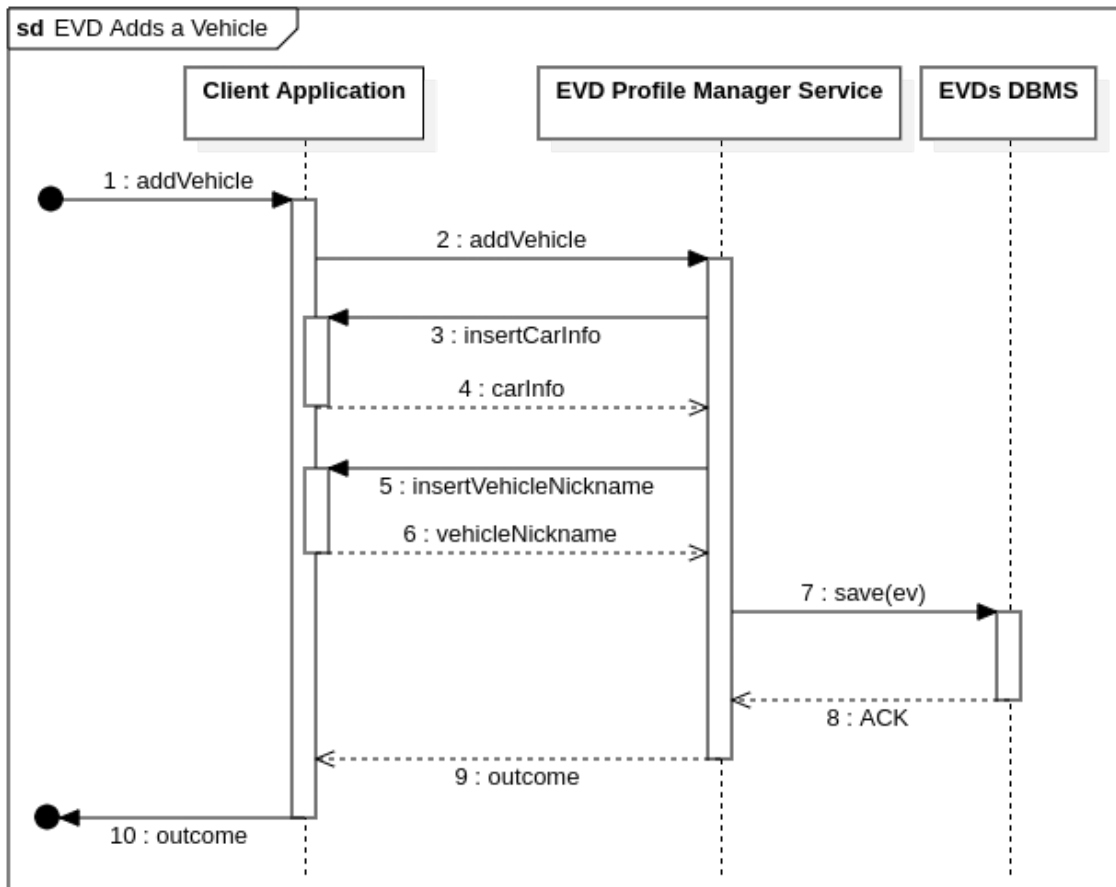 sd EVD Adds a Vehicle
Client Application
EVD Profile Manager Service
EVDs DBMS
1 : addVehicle
2 : addVehicle
3 : insertCarInfo
4 : carInfo
5 : insertVehicleNickname
6 : vehicleNickname
7 : save(ev)
8 : ACK
9 : outcome
10 : outcome